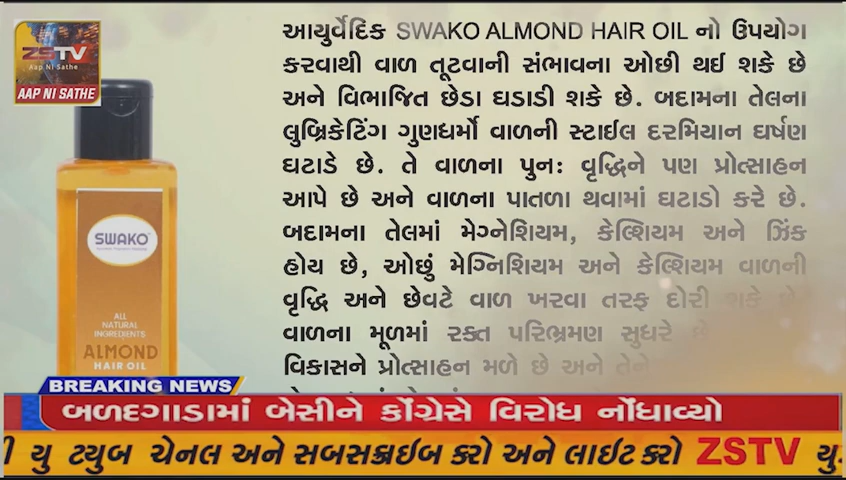 ZSTV
Aap Ni Sathe
AAP NI SATHE
આયુર્વેદિક SWAKO ALMOND HAIR OIL નો ઉપયોગ
કરવાથી વાળ તૂટવાની સંભાવના ઓછી થઈ શકે છે
અને વિભાજિત છેડા ઘડાડી શકે છે. બદામના તેલના
લુબ્રિકેટિંગ ગુણધર્મો વાળની સ્ટાઈલ દરમિયાન ઘર્ષણ
ઘટાડે છે. તે વાળના પુનઃ વૃદ્ધિને પણ પ્રોત્સાહન
આપે છે અને વાળના પાતળા થવામાં ઘટાડો કરે છે.
બદામના તેલમાં મેગ્નેશિયમ, કેલ્શિયમ અને ઝિંક
હોય છે, ઓછું મેગ્નિશિયમ અને કેલ્શિયમ વાળની
વૃદ્ધિ અને છેવટે વાળ ખરવા તરફ દોરી શકે છે
વાળના મૂળમાં રક્ત પરિભ્રમણ સુધરે છે
વિકાસને પ્રોત્સાહન મળે છે અને તેને
SWAKO
ALL
NATURAL
INGREDIENTS
ALMOND
HAIR OIL
BREAKING NEWS
બળદગાડામાં બેસીને કોંગ્રેસે વિરોધ નોંધાવ્યો
ી યુ ટ્યુબ ચેનલ અને સબસક્રાઇબ કરો અને લાઈટ કરો ZSTV યુ